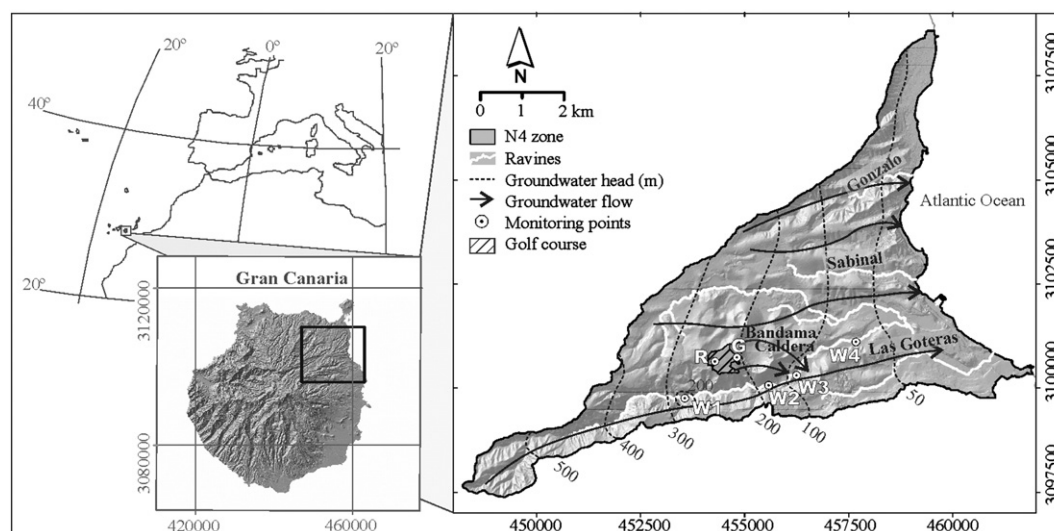 20°
0°
20°
40°
20°
Gran Canaria
3120000
3080000
420000
460000
N
0 1 2 km
N4 zone
Ravines
Groundwater head (m)
Groundwater flow
Monitoring points
Golf course
Gonzalo
Atlantic Ocean
Sabinal
Bandama
Caldera
Las Goteras
R
G
W1
W2
W3
W4
200
500
400
300
200
100
50
3107500
3105000
3102500
3100000
3097500
450000
452500
455000
457500
460000